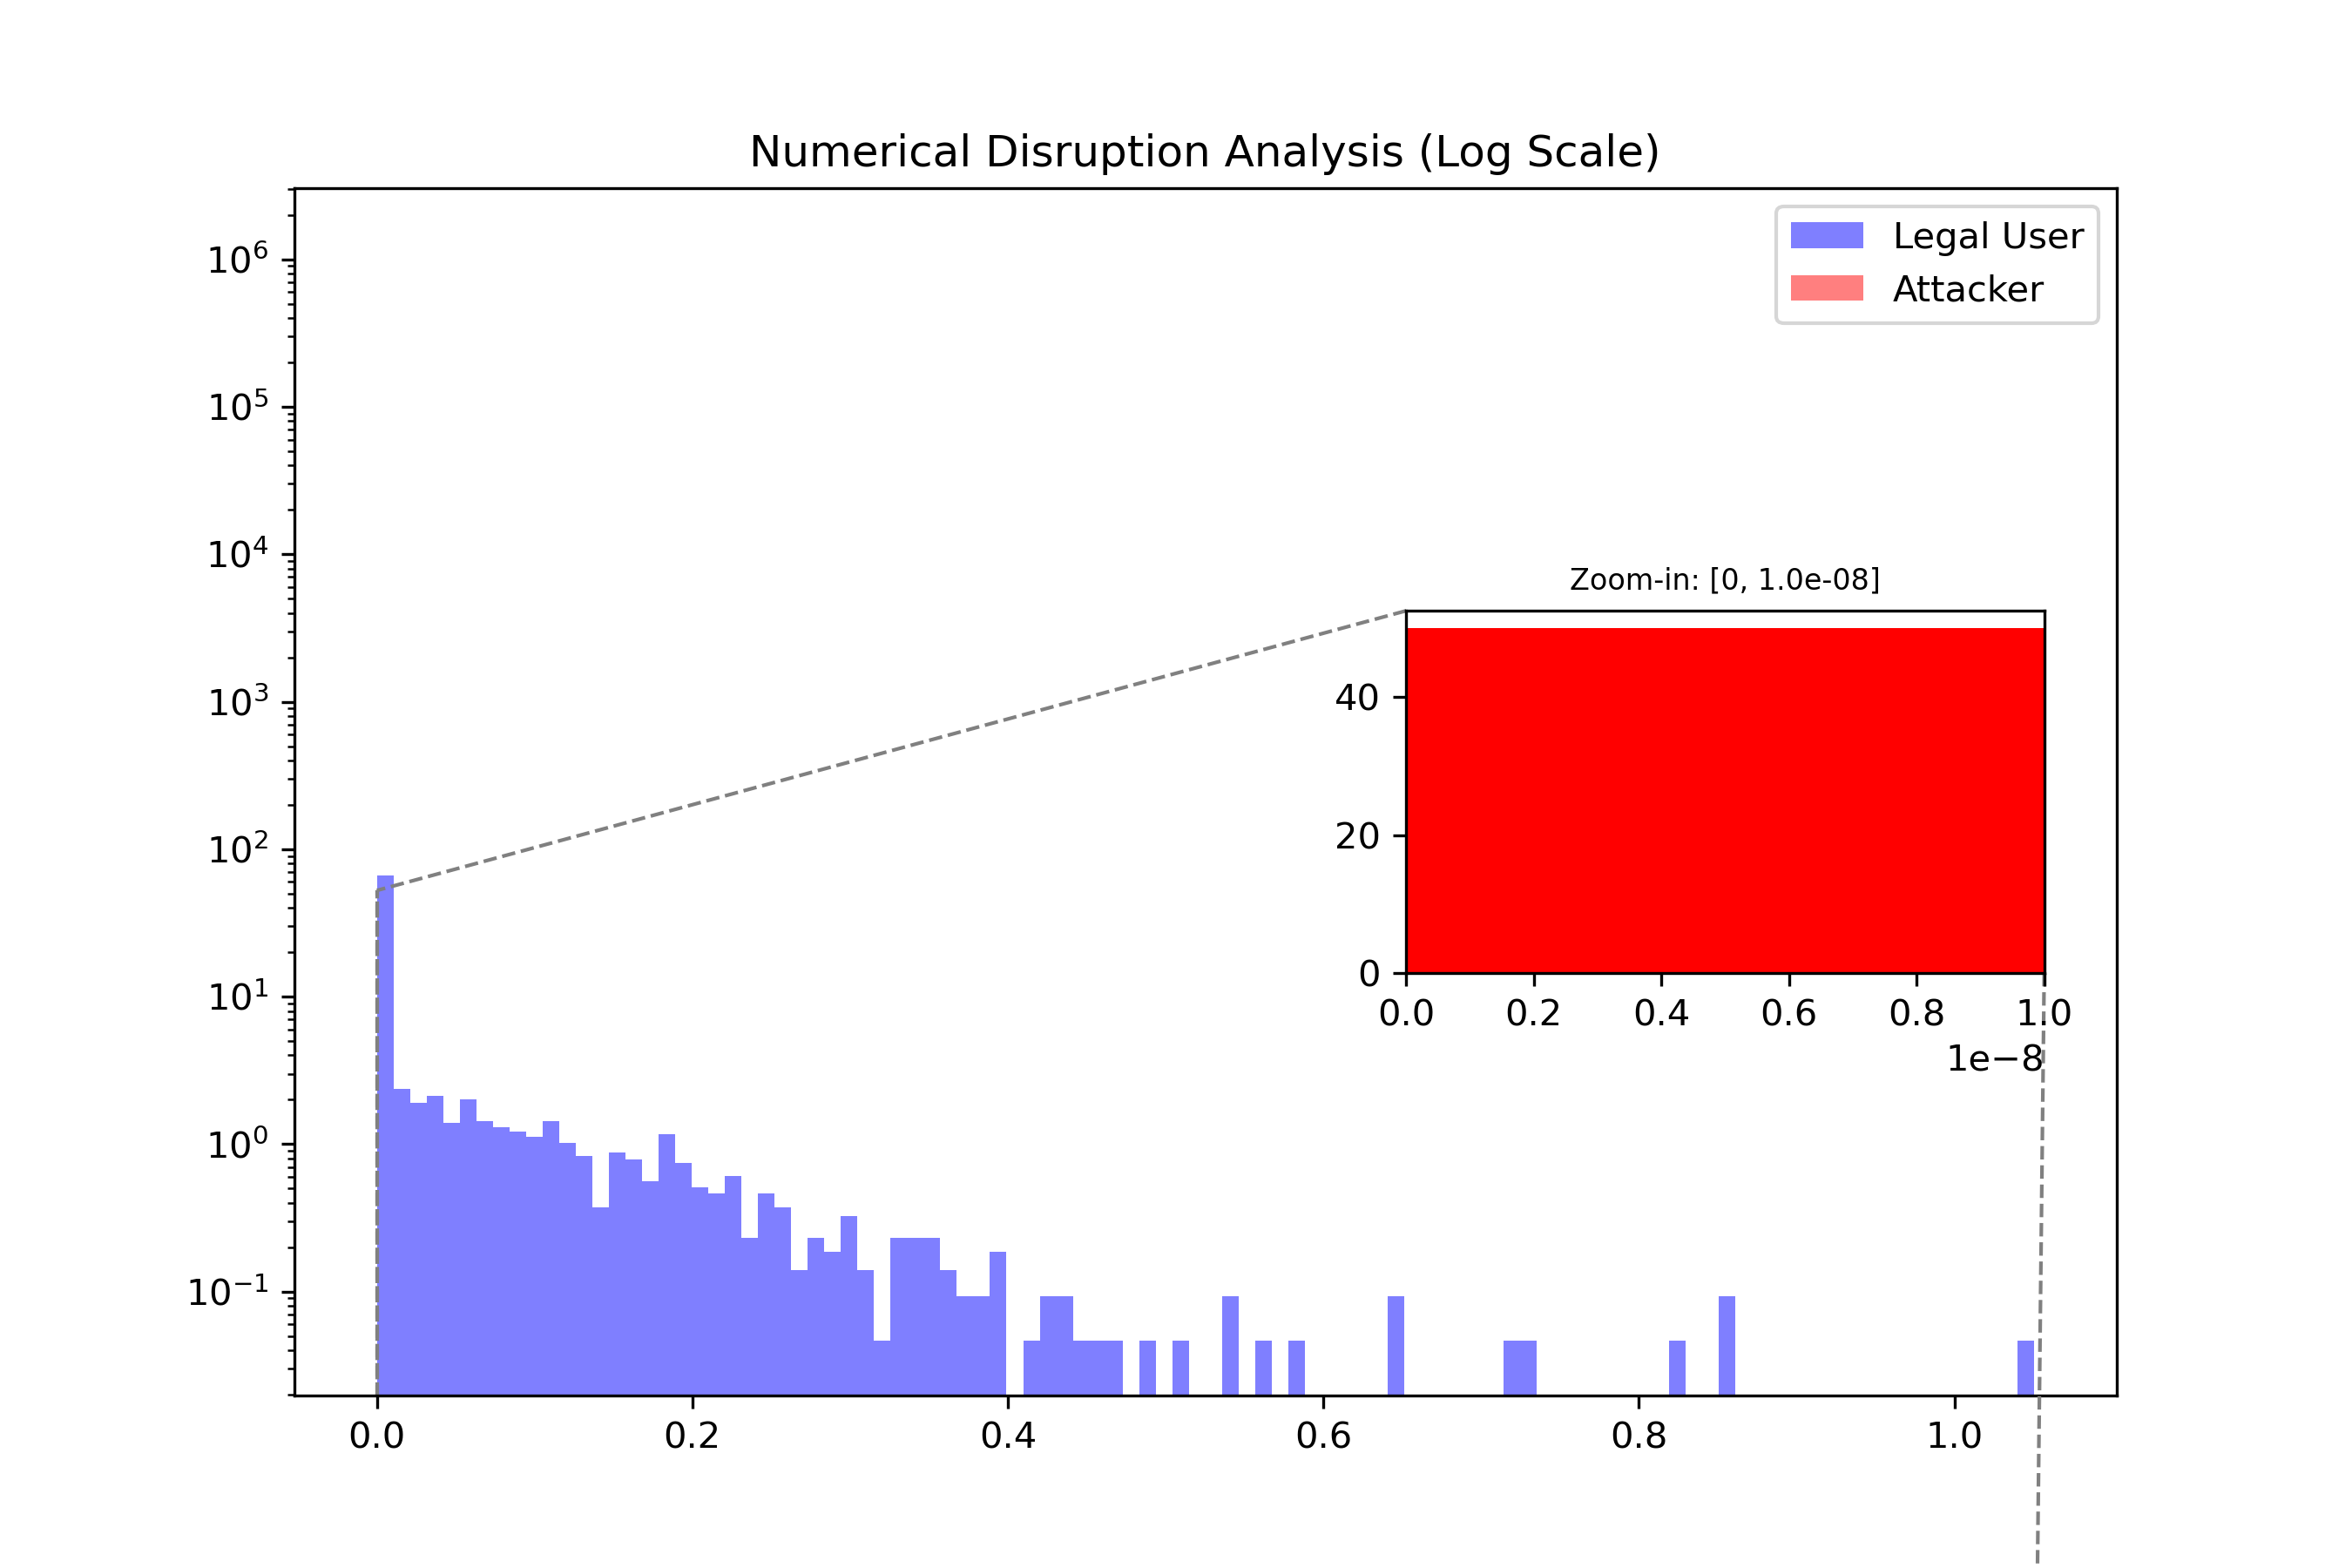 Numerical Disruption Analysis (Log Scale)
Legal User
Attacker
10⁶
10⁵
10⁴
10³
10²
10¹
10⁰
10⁻¹
Zoom-in: [0, 1.0e-08]
40
20
0
0.0 0.2 0.4 0.6 0.8 1.0
1e−8
0.0 0.2 0.4 0.6 0.8 1.0